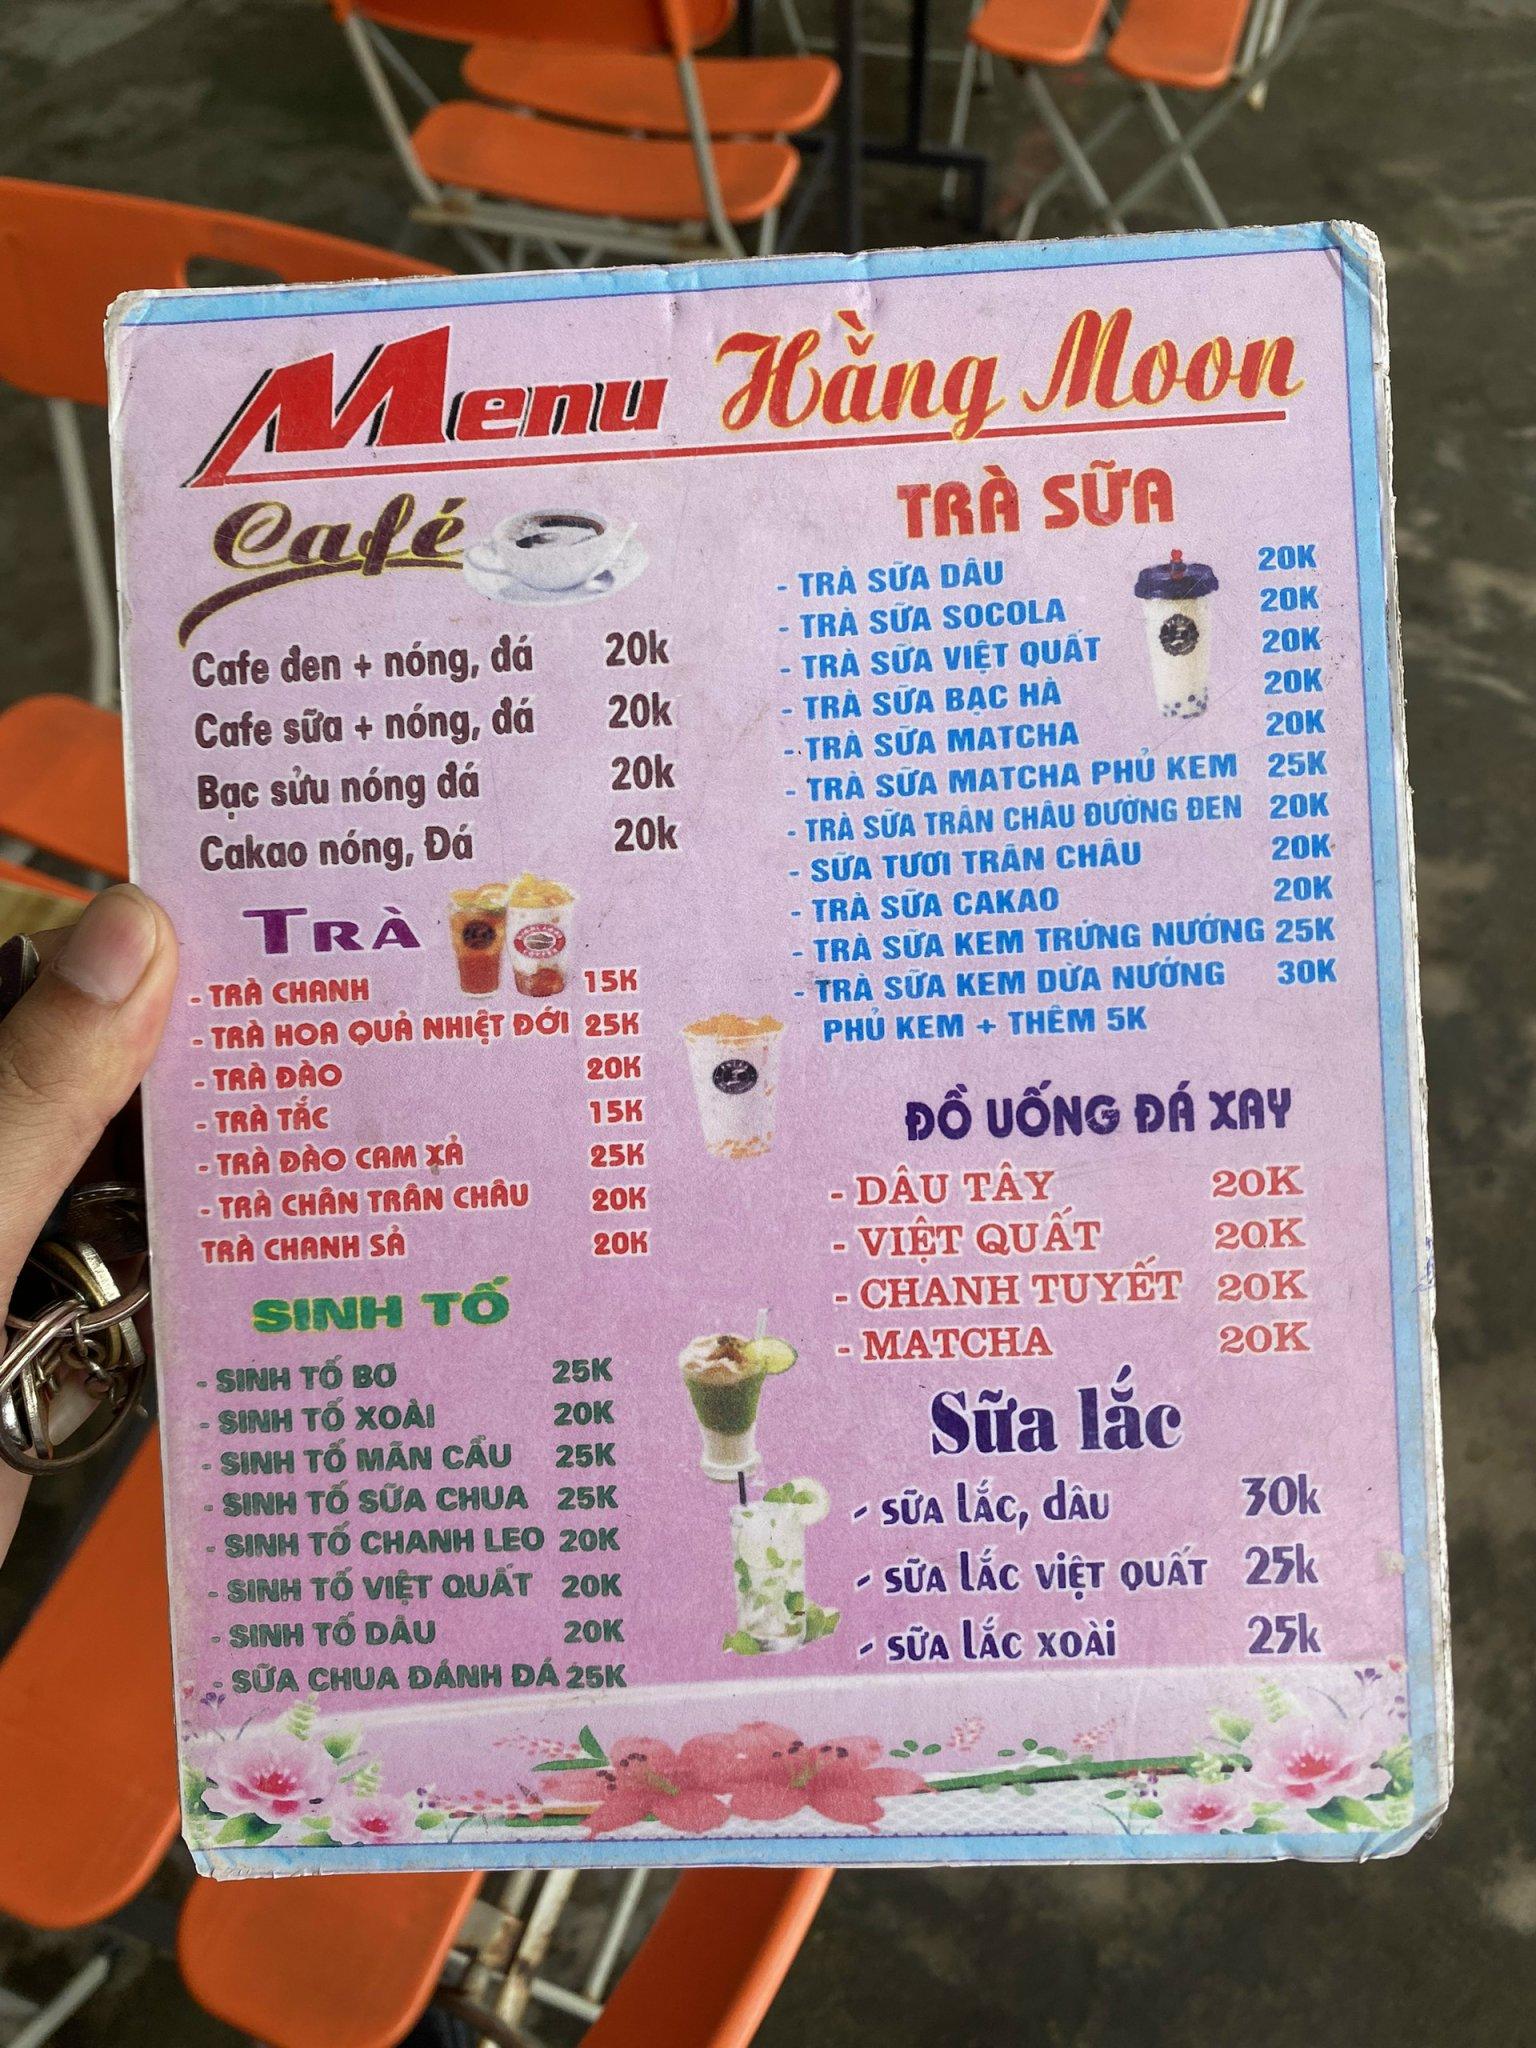 Menu Hằng Moon
Café
Cafe đen + nóng, đá 20k
Cafe sữa + nóng, đá 20k
Bạc sửu nóng đá 20k
Cakao nóng, Đá 20k
TRÀ
- TRÀ CHANH 15K
- TRÀ HOA QUẢ NHIỆT ĐỚI 25K
- TRÀ ĐÀO 20K
- TRÀ TẮC 15K
- TRÀ ĐÀO CAM XẢ 25K
- TRÀ CHÂN TRÂN CHÂU 20K
TRÀ CHANH SẢ 20K
SINH TỐ
- SINH TỐ BƠ 25K
- SINH TỐ XOÀI 20K
- SINH TỐ MÃN CẦU 25K
- SINH TỐ SỮA CHUA 25K
- SINH TỐ CHANH LEO 20K
- SINH TỐ VIỆT QUẤT 20K
- SINH TỐ DÂU 20K
- SỮA CHUA ĐÁNH ĐÁ 25K
TRÀ SỮA
- TRÀ SỮA DÂU 20K
- TRÀ SỮA SOCOLA 20K
- TRÀ SỮA VIỆT QUẤT 20K
- TRÀ SỮA BẠC HÀ 20K
- TRÀ SỮA MATCHA 20K
- TRÀ SỮA MATCHA PHỦ KEM 25K
- TRÀ SỮA TRÂN CHÂU ĐƯỜNG ĐEN 20K
- SỮA TƯƠI TRÂN CHÂU 20K
- TRÀ SỮA CAKAO 20K
- TRÀ SỮA KEM TRỨNG NƯỚNG 25K
- TRÀ SỮA KEM DỪA NƯỚNG 30K
PHỦ KEM + THÊM 5K
ĐỒ UỐNG ĐÁ XAY
- DÂU TÂY 20K
- VIỆT QUẤT 20K
- CHANH TUYẾT 20K
- MATCHA 20K
Sữa lắc
- SỮA LẮC, DÂU 30k
- SỮA LẮC VIỆT QUẤT 25k
- SỮA LẮC XOÀI 25k